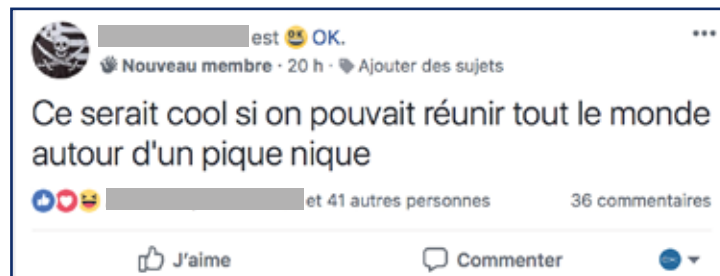 est OK.
Nouveau membre · 20 h · Ajouter des sujets
Ce serait cool si on pouvait réunir tout le monde
autour d'un pique nique
et 41 autres personnes 36 commentaires
J'aime Commenter